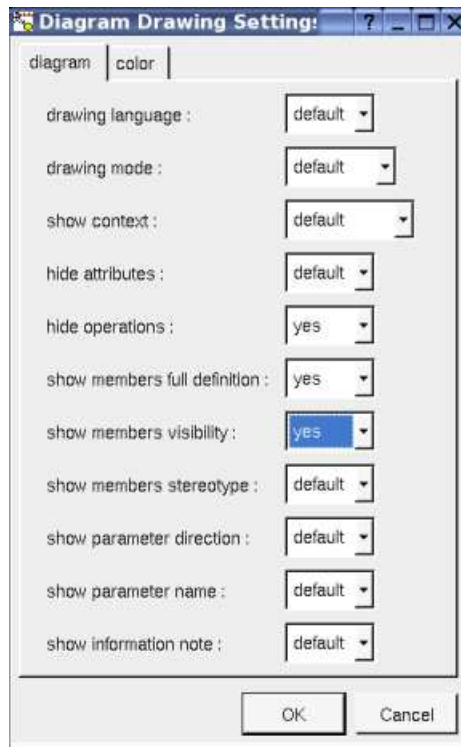 Diagram Drawing Settings ?
diagram color
drawing language : default
drawing mode : default
show context : default
hide attributes : default
hide operations : yes
show members full definition : yes
show members visibility : yes
show members stereotype : default
show parameter direction : default
show parameter name : default
show information note : default
OK Cancel